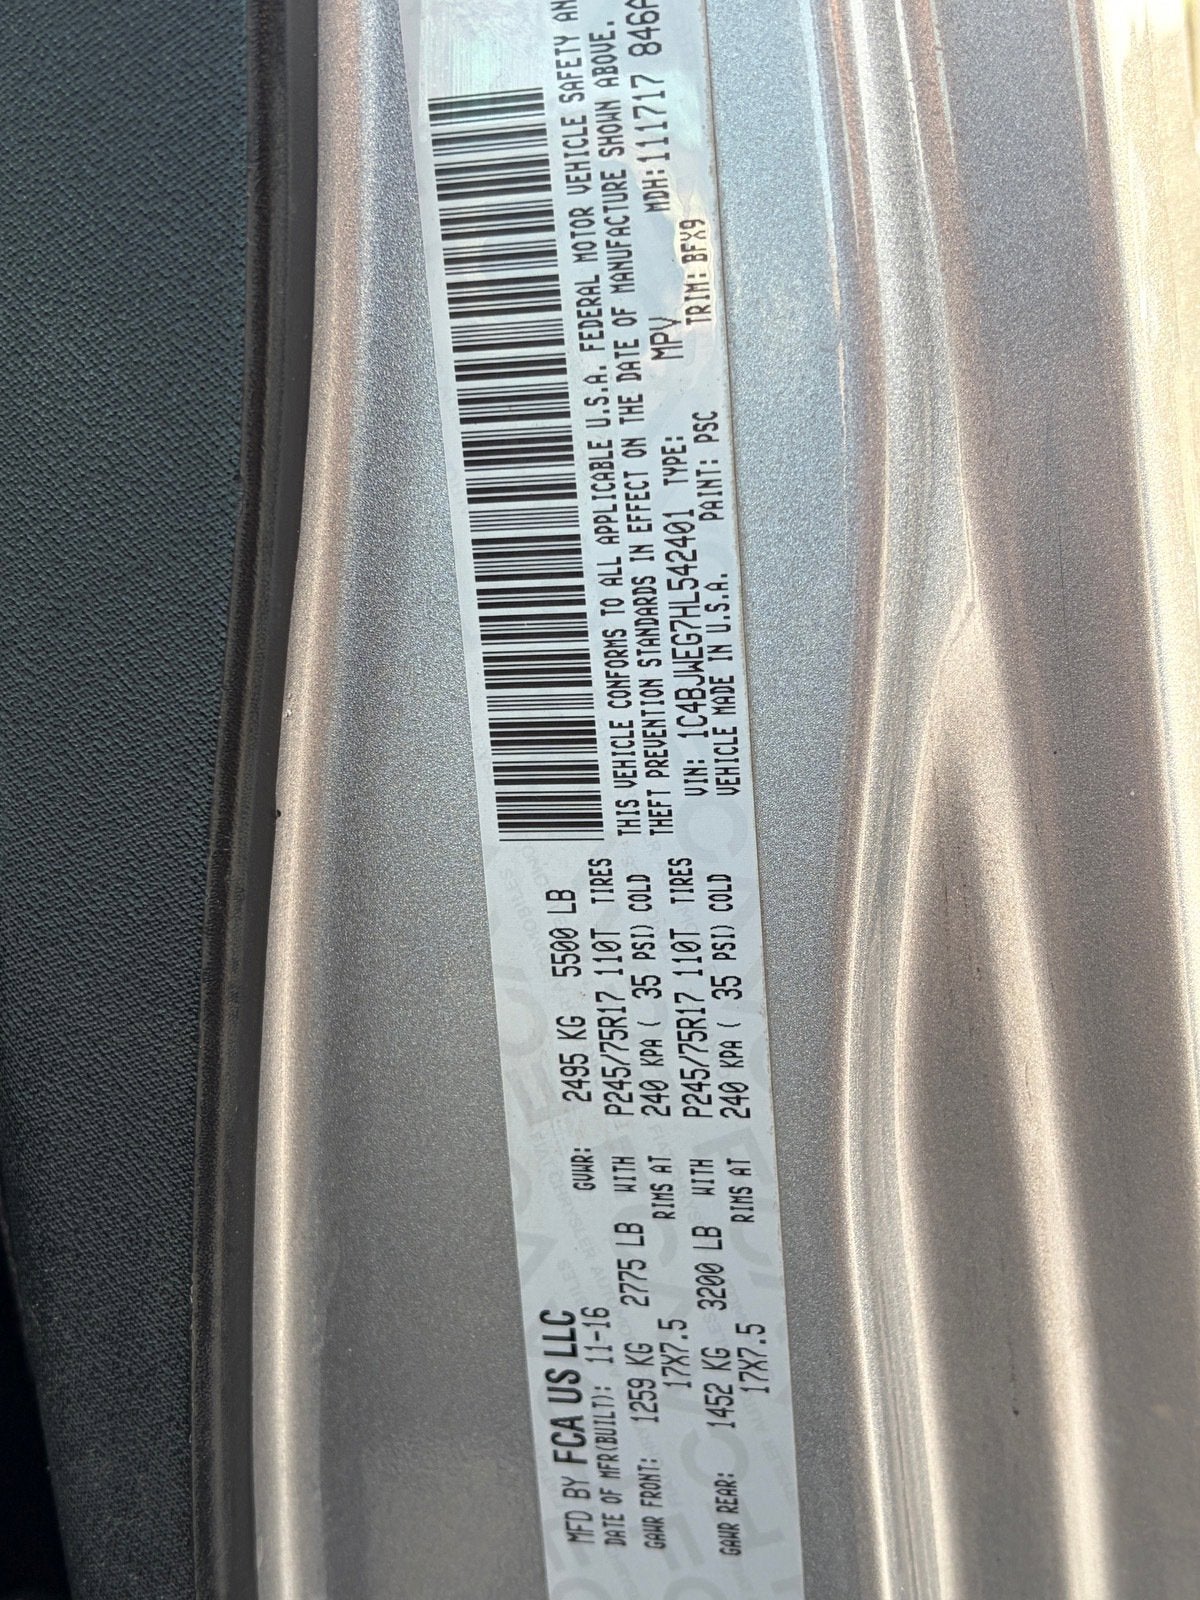 MFD BY FCA US LLC
DATE OF MFR(BUILT): 11-16 GVWR: 2495 KG 5500 LB
GAWR FRONT: 1259 KG 2775 LB WITH P245/75R17 110T TIRES
17X7.5 RIMS AT 240 KPA ( 35 PSI) COLD
GAWR REAR: 1452 KG 3200 LB WITH P245/75R17 110T TIRES
17X7.5 RIMS AT 240 KPA ( 35 PSI) COLD
THIS VEHICLE CONFORMS TO ALL APPLICABLE U.S.A. FEDERAL MOTOR VEHICLE SAFETY AN
THEFT PREVENTION STANDARDS IN EFFECT ON THE DATE OF MANUFACTURE SHOWN ABOVE.
VIN: 1C4BJWEG7HL542401 TYPE: MPV MDH:111717 846A
VEHICLE MADE IN U.S.A. PAINT: PSC TRIM: BFX9